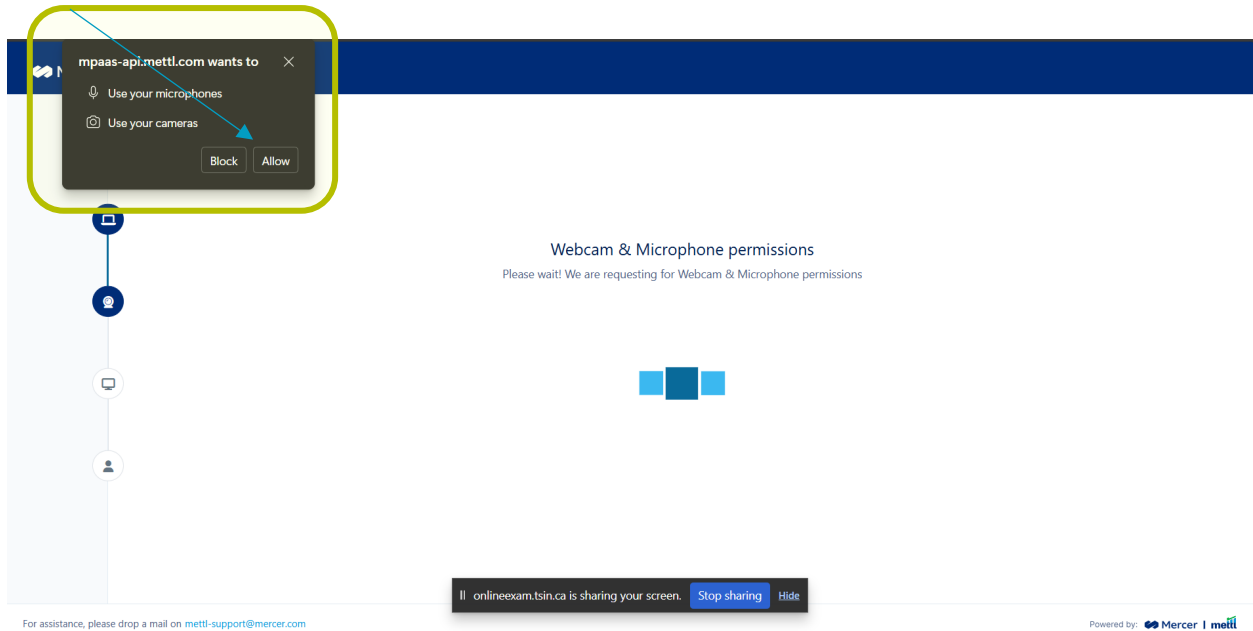 mpaas-api.mettl.com wants to
Use your microphones
Use your cameras
Block
Allow
Webcam & Microphone permissions
Please wait! We are requesting for Webcam & Microphone permissions
onlineexam.tsin.ca is sharing your screen.
Stop sharing
Hide
For assistance, please drop a mail on mettl-support@mercer.com
Powered by: Mercer | mettl